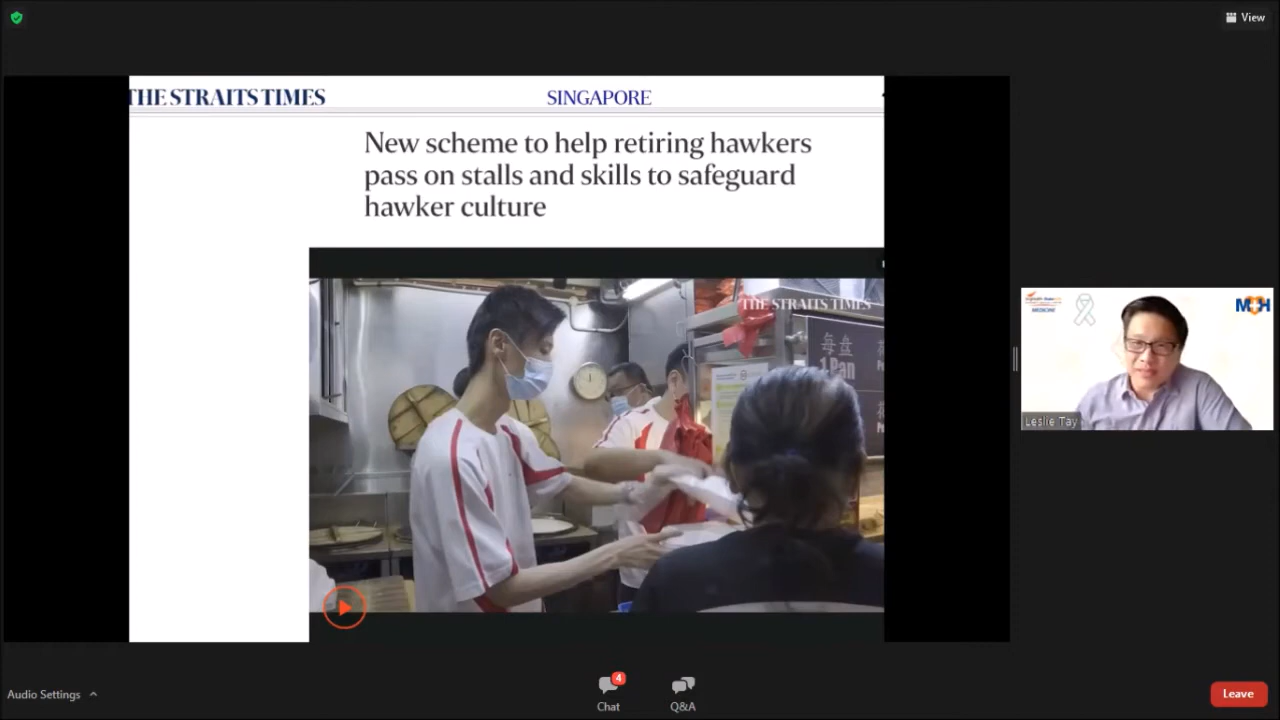 View
THE STRAITS TIMES
SINGAPORE
New scheme to help retiring hawkers
pass on stalls and skills to safeguard
hawker culture
THE STRAITS TIMES
每盘
1 Pan
MEDICINE
Leslie Tay
Audio Settings
4
Chat
Q&A
Leave